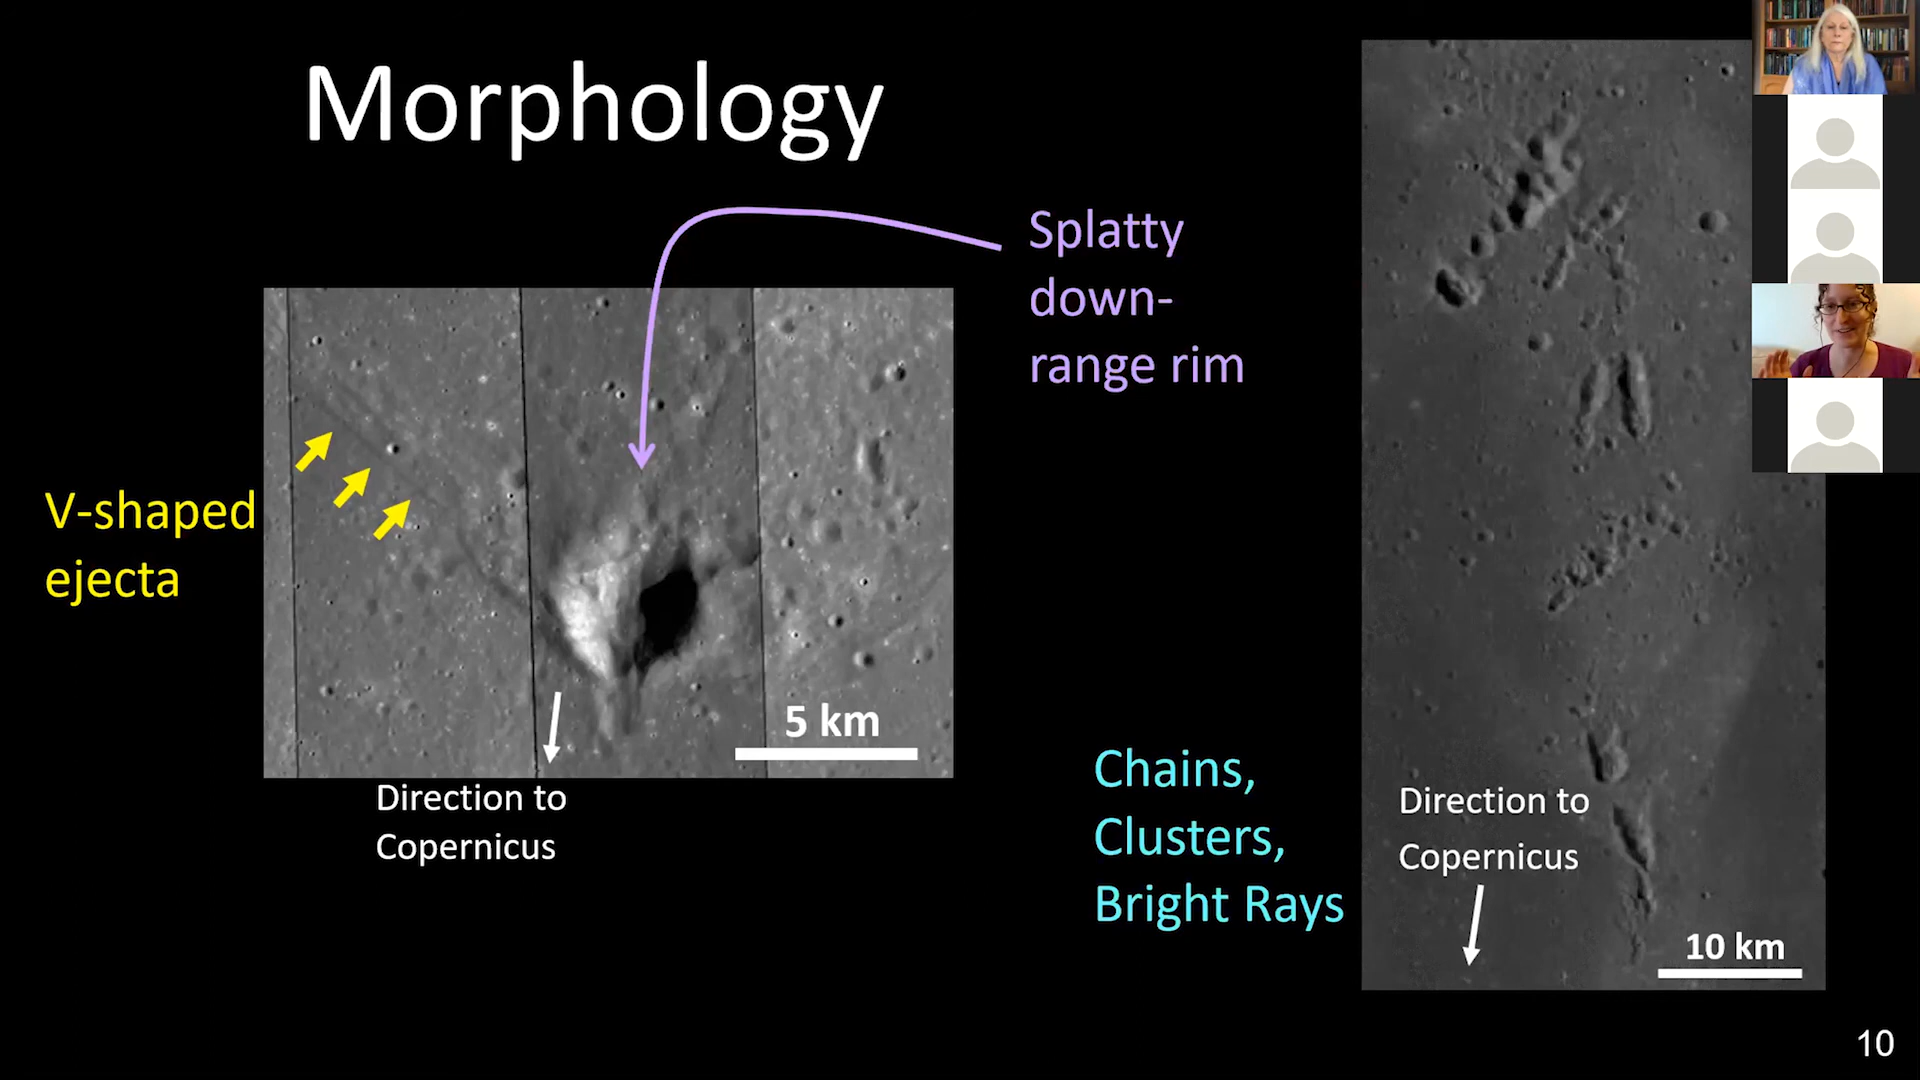 Morphology
Splatty
down-
range rim
V-shaped
ejecta
5 km
Direction to
Copernicus
Chains,
Clusters,
Bright Rays
Direction to
Copernicus
10 km
10